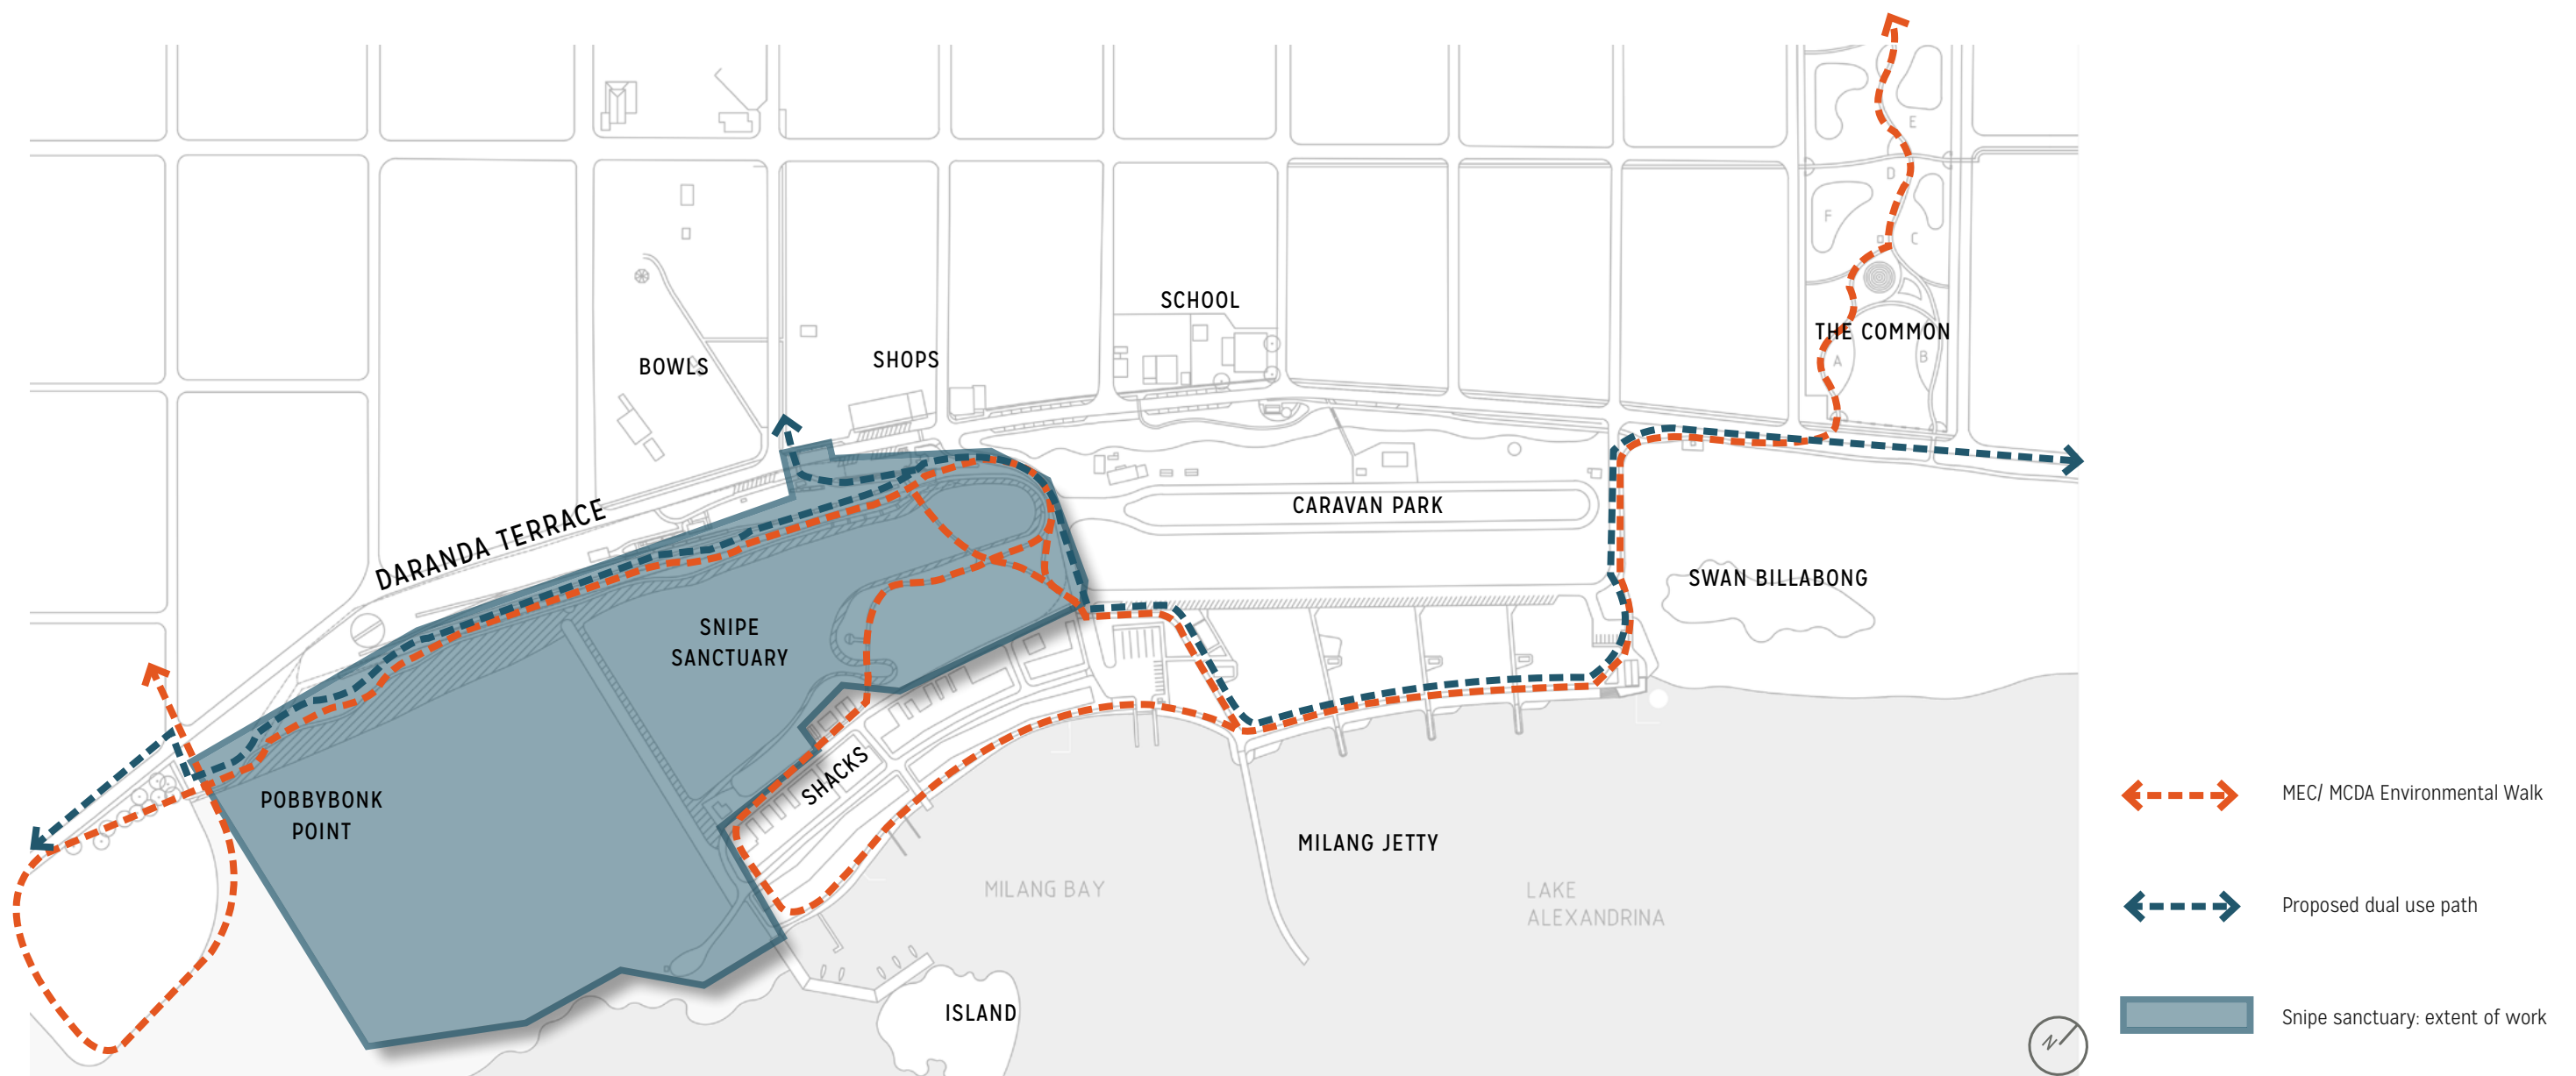 E
D
F
C
SCHOOL
THE COMMON
BOWLS
SHOPS
A
B
DARANDA TERRACE
CARAVAN PARK
SWAN BILLABONG
SNIPE
SANCTUARY
SHACKS
POBBYBONK
POINT
MILANG JETTY
MILANG BAY
LAKE
ALEXANDRINA
ISLAND
N
MEC/ MCDA Environmental Walk
Proposed dual use path
Snipe sanctuary: extent of work